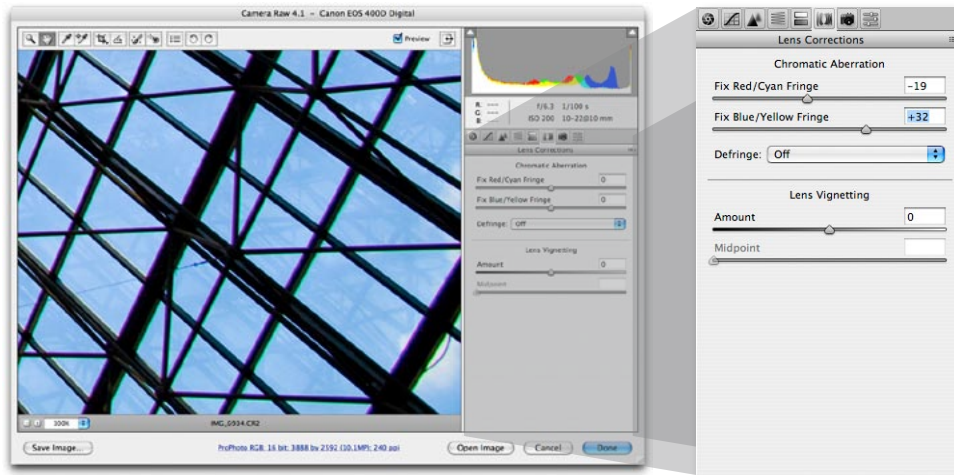 Camera Raw 4.1 – Canon EOS 400D Digital
Preview
R: ---
G: ---
B: ---
f/6.3 1/100 s
ISO 200 10-22@10 mm
Lens Corrections
Chromatic Aberration
Fix Red/Cyan Fringe 0
Fix Blue/Yellow Fringe 0
Defringe: Off
Lens Vignetting
Amount 0
Midpoint
300%
IMG_0934.CR2
Save Image...
ProPhoto RGB; 16 bit; 3888 by 2592 (10.1MP); 240 ppi
Open Image
Cancel
Done
Lens Corrections
Chromatic Aberration
Fix Red/Cyan Fringe -19
Fix Blue/Yellow Fringe +32
Defringe: Off
Lens Vignetting
Amount 0
Midpoint